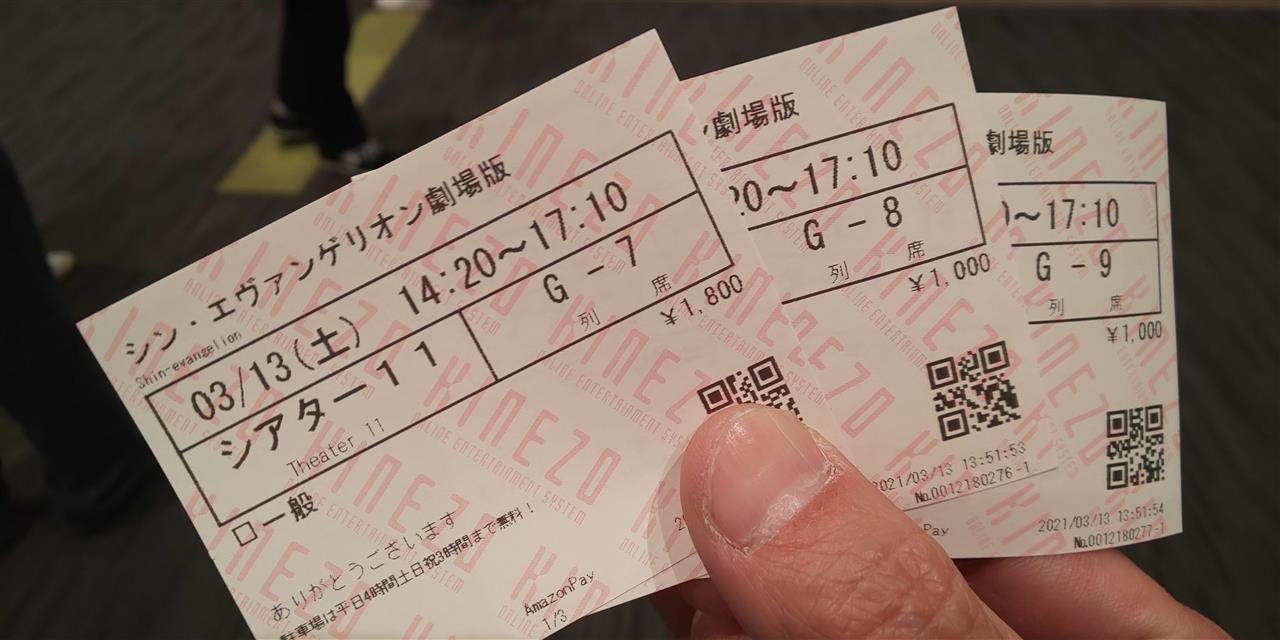 シン・エヴァンゲリオン劇場版
Shin-evangelion
03/13(土) 14:20～17:10
シアター11
Theater 11
G - 7
列 席
¥1,800
□一般
ありがとうございます
駐車場は平日4時間土日祝3時間まで無料！
AmazonPay
1/3
劇場版
20～17:10
G - 8
列 席
¥1,000
2021/03/13 13:51:53
No.0012180276-1
Pay
劇場版
～17:10
G - 9
列 席
¥1,000
2021/03/13 13:51:54
No.0012180277-1
KINEZO
ONLINE ENTERTAINMENT SYSTEM